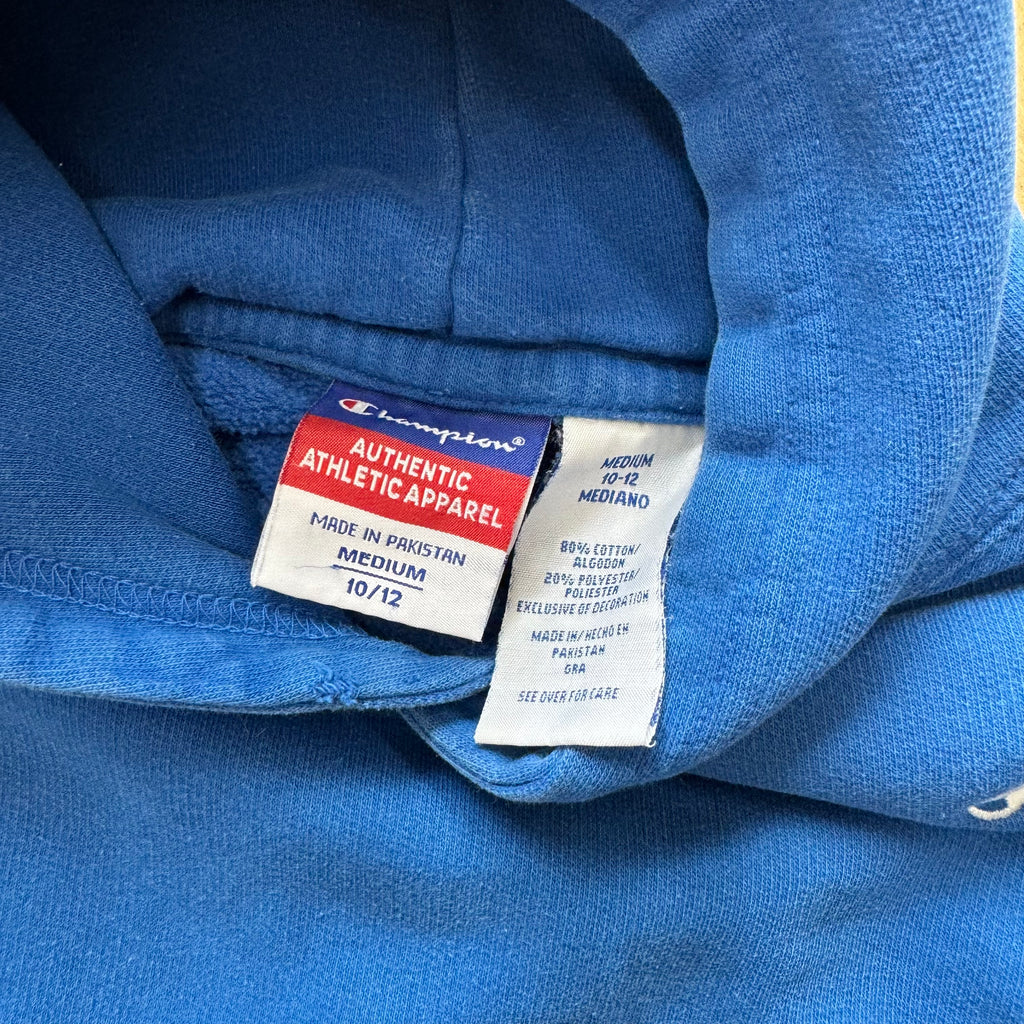 Champion®
AUTHENTIC
ATHLETIC APPAREL
MADE IN PAKISTAN
MEDIUM
10/12
MEDIUM
10-12
MEDIANO
80% COTTON/
ALGODON
20% POLYESTER/
POLIESTER
EXCLUSIVE OF DECORATION
MADE IN/HECHO EN
PAKISTAN
GRA
SEE OVER FOR CARE